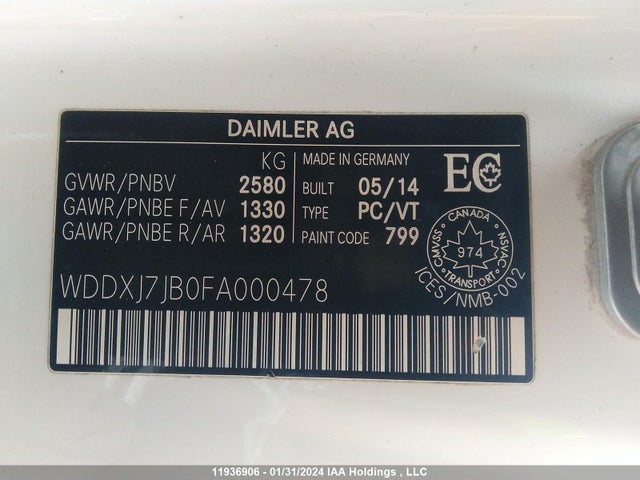 DAIMLER AG
KG
GVWR/PNBV 2580
GAWR/PNBE F/AV 1330
GAWR/PNBE R/AR 1320
MADE IN GERMANY
BUILT 05/14
TYPE PC/VT
PAINT CODE 799
EC
CANADA
CMVSS 974 NSVAC
TRANSPORT
ICES/NMB-002
WDDXJ7JB0FA000478
11936906 - 01/31/2024 IAA Holdings , LLC